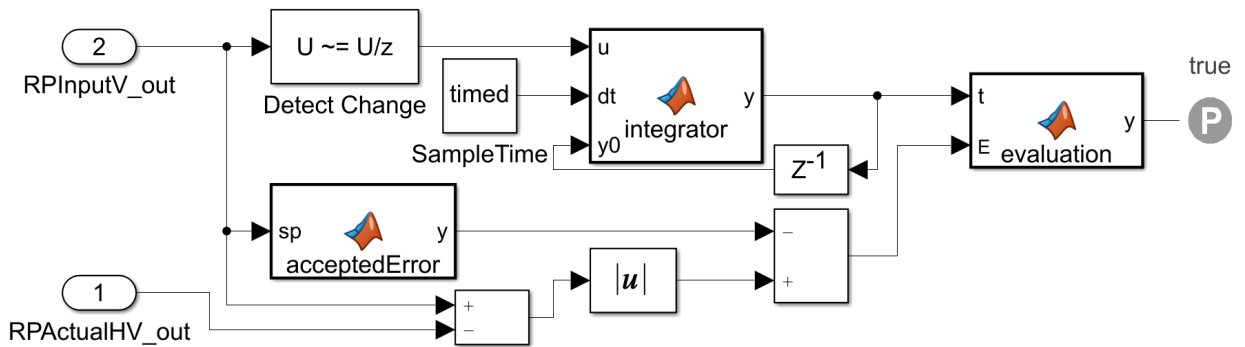 2
RPInputV_out
U ~= U/z
Detect Change
timed
SampleTime
u
dt
y0
y
integrator
Z-1
t
E
y
evaluation
true
P
sp
y
acceptedError
−
+
|u|
1
RPActualHV_out
+
−